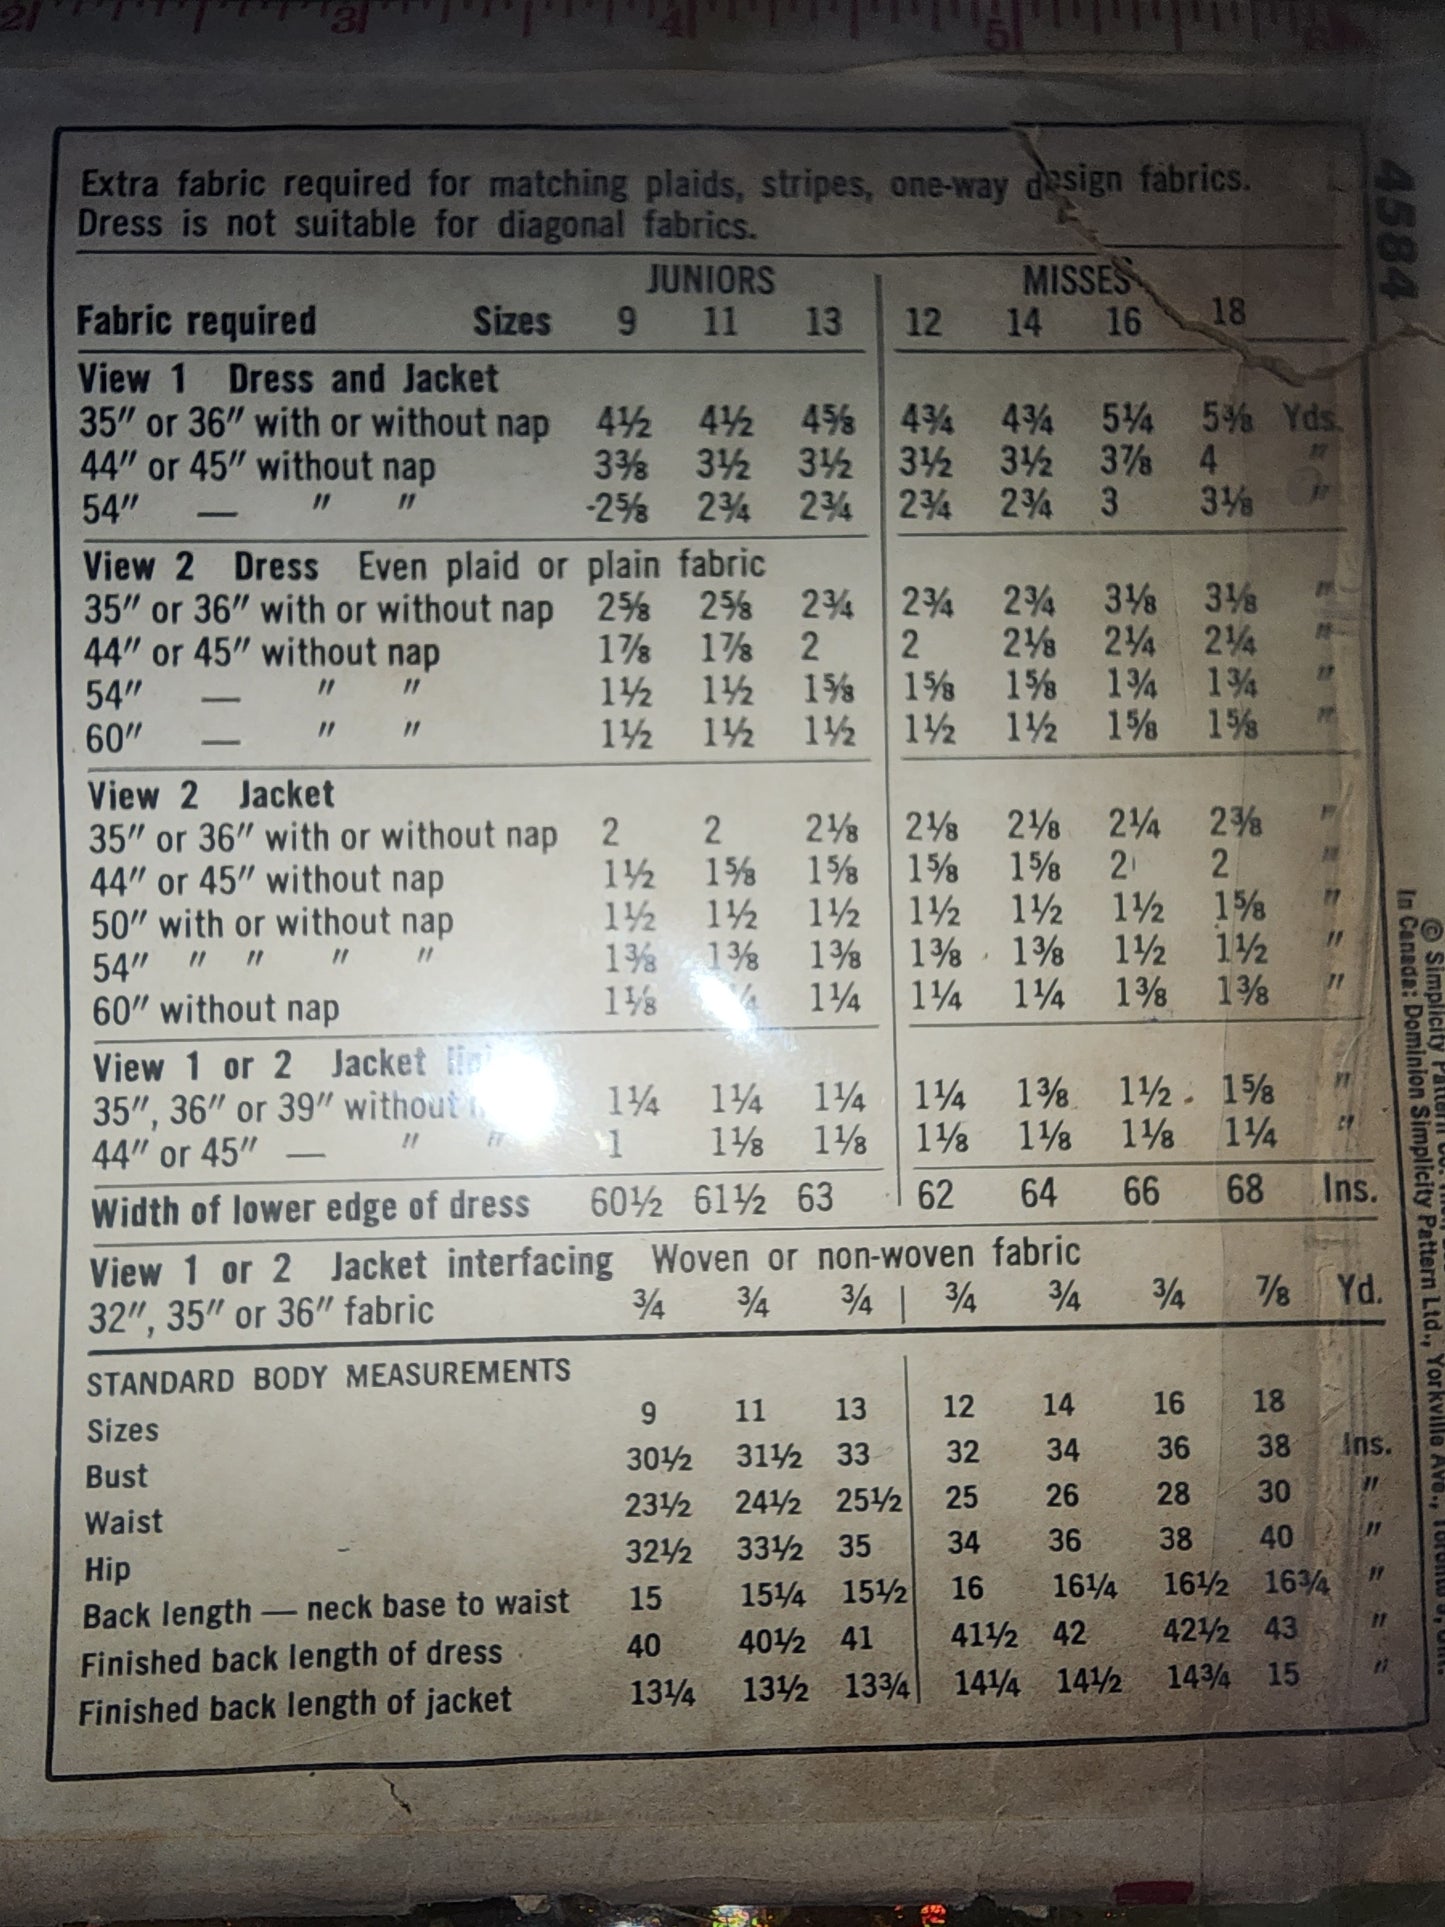 2 3 4 5 6
Extra fabric required for matching plaids, stripes, one-way design fabrics.
Dress is not suitable for diagonal fabrics.
JUNIORS MISSES
Fabric required Sizes 9 11 13 12 14 16 18
View 1 Dress and Jacket
35" or 36" with or without nap 4½ 4½ 4⅝ 4¾ 4¾ 5¼ 5⅜ Yds.
44" or 45" without nap 3⅜ 3½ 3½ 3½ 3½ 3⅞ 4 "
54" — " " -2⅝ 2¾ 2¾ 2¾ 2¾ 3 3⅛ "
View 2 Dress Even plaid or plain fabric
35" or 36" with or without nap 2⅝ 2⅝ 2¾ 2¾ 2¾ 3⅛ 3⅛ "
44" or 45" without nap 1⅞ 1⅞ 2 2 2⅛ 2¼ 2¼ "
54" — " " 1½ 1½ 1⅝ 1⅝ 1⅝ 1¾ 1¾ "
60" — " " 1½ 1½ 1½ 1½ 1½ 1⅝ 1⅝ "
View 2 Jacket
35" or 36" with or without nap 2 2 2⅛ 2⅛ 2⅛ 2¼ 2⅜ "
44" or 45" without nap 1½ 1⅝ 1⅝ 1⅝ 1⅝ 2 2 "
50" with or without nap 1½ 1½ 1½ 1½ 1½ 1½ 1⅝ "
54" " " " " 1⅜ 1⅜ 1⅜ 1⅜ 1⅜ 1½ 1½ "
60" without nap 1⅛ 1¼ 1¼ 1¼ 1⅜ 1⅜ "
View 1 or 2 Jacket
35", 36" or 39" without 1¼ 1¼ 1¼ 1¼ 1⅜ 1½ 1⅝ "
44" or 45" — " " 1 1⅛ 1⅛ 1⅛ 1⅛ 1⅛ 1¼ "
Width of lower edge of dress 60½ 61½ 63 62 64 66 68 Ins.
View 1 or 2 Jacket interfacing Woven or non-woven fabric
32", 35" or 36" fabric ¾ ¾ ¾ ¾ ¾ ¾ ⅞ Yd.
STANDARD BODY MEASUREMENTS
Sizes 9 11 13 12 14 16 18
Bust 30½ 31½ 33 32 34 36 38 Ins.
Waist 23½ 24½ 25½ 25 26 28 30 "
Hip 32½ 33½ 35 34 36 38 40 "
Back length — neck base to waist 15 15¼ 15½ 16 16¼ 16½ 16¾ "
Finished back length of dress 40 40½ 41 41½ 42 42½ 43 "
Finished back length of jacket 13¼ 13½ 13¾ 14¼ 14½ 14¾ 15 "
4584
© Simplicity Pattern Co.
In Canada: Dominion Simplicity Pattern Ltd., Yorkville Ave.,